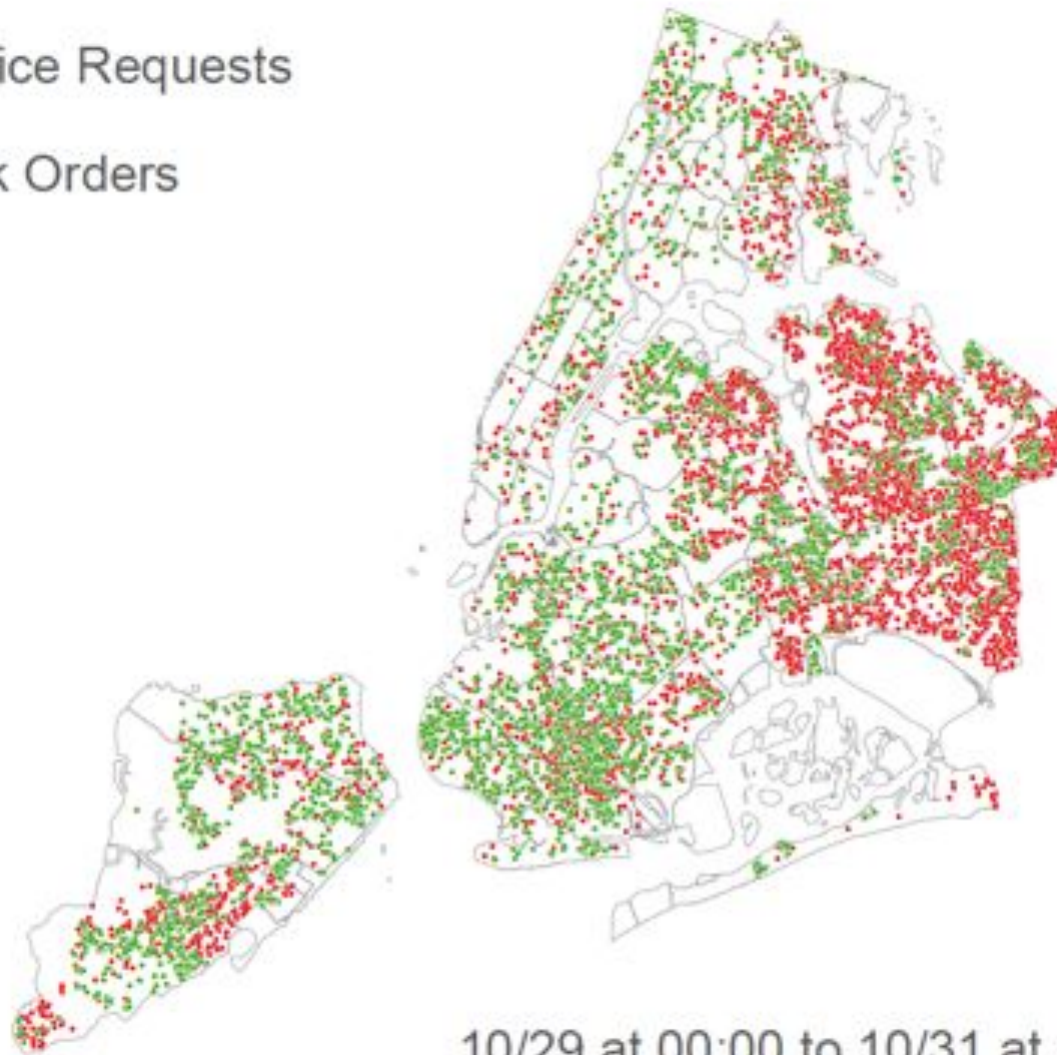 ice Requests
k Orders
10/29 at 00:00 to 10/31 at